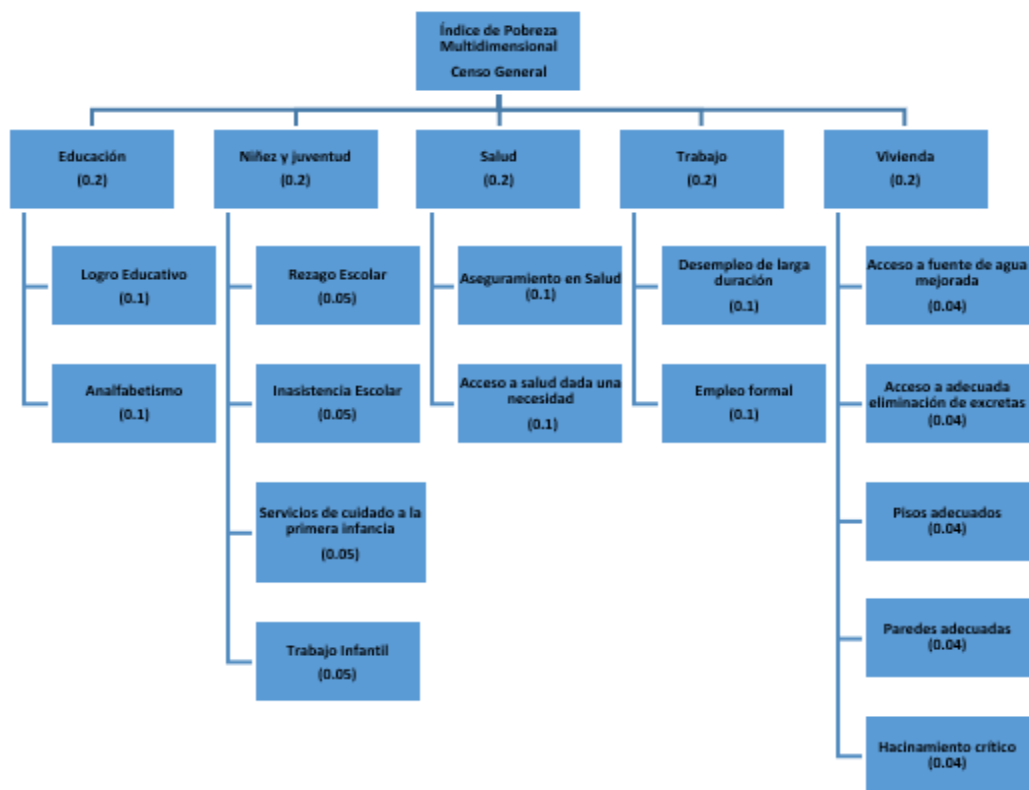 Índice de Pobreza
Multidimensional
Censo General
Educación
(0.2)
Niñez y juventud
(0.2)
Salud
(0.2)
Trabajo
(0.2)
Vivienda
(0.2)
Logro Educativo
(0.1)
Analfabetismo
(0.1)
Rezago Escolar
(0.05)
Inasistencia Escolar
(0.05)
Servicios de cuidado a la
primera infancia
(0.05)
Trabajo Infantil
(0.05)
Aseguramiento en Salud
(0.1)
Acceso a salud dada una
necesidad
(0.1)
Desempleo de larga
duración
(0.1)
Empleo formal
(0.1)
Acceso a fuente de agua
mejorada
(0.04)
Acceso a adecuada
eliminación de excretas
(0.04)
Pisos adecuados
(0.04)
Paredes adecuadas
(0.04)
Hacinamiento crítico
(0.04)